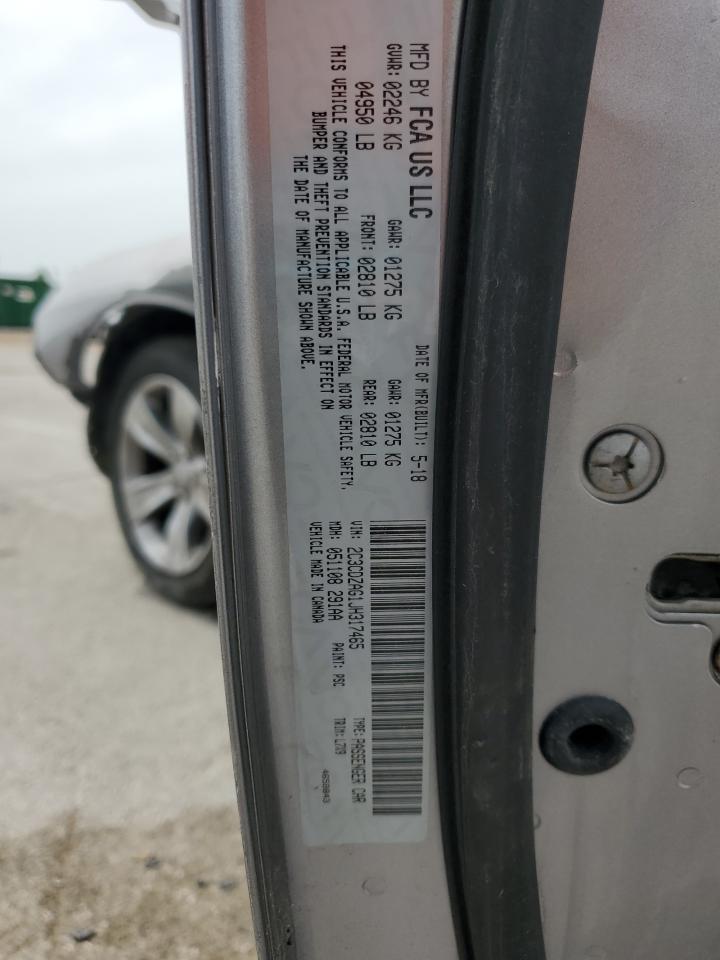 MFD BY FCA US LLC
DATE OF MFR(BUILT): 5-18
GVWR: 02246 KG
GAWR: 01275 KG
GAWR: 01275 KG
04950 LB
FRONT: 02810 LB
REAR: 02810 LB
THIS VEHICLE CONFORMS TO ALL APPLICABLE U.S.A. FEDERAL MOTOR VEHICLE SAFETY,
BUMPER AND THEFT PREVENTION STANDARDS IN EFFECT ON
THE DATE OF MANUFACTURE SHOWN ABOVE.
VIN: 2C3CDZAG1JH317465
TYPE: PASSENGER CAR
MDH: 051108 291AA
PAINT: PSC
TRIM: L7X9
VEHICLE MADE IN CANADA